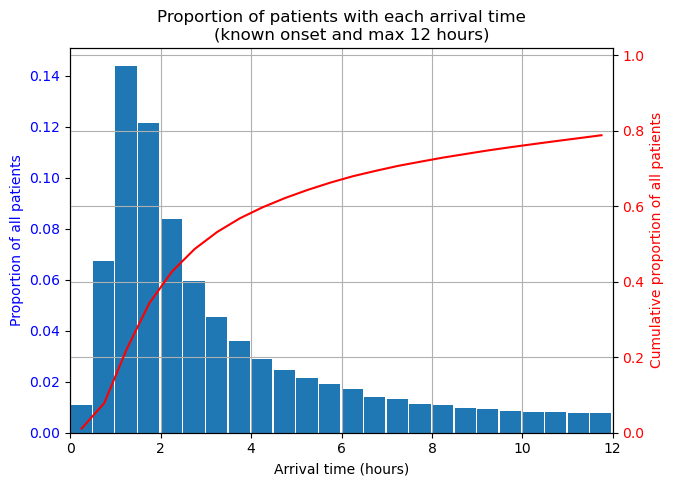 Proportion of patients with each arrival time
(known onset and max 12 hours)
0.14
0.12
0.10
0.08
0.06
0.04
0.02
0.00
Proportion of all patients
1.0
0.8
0.6
0.4
0.2
0.0
Cumulative proportion of all patients
0 2 4 6 8 10 12
Arrival time (hours)